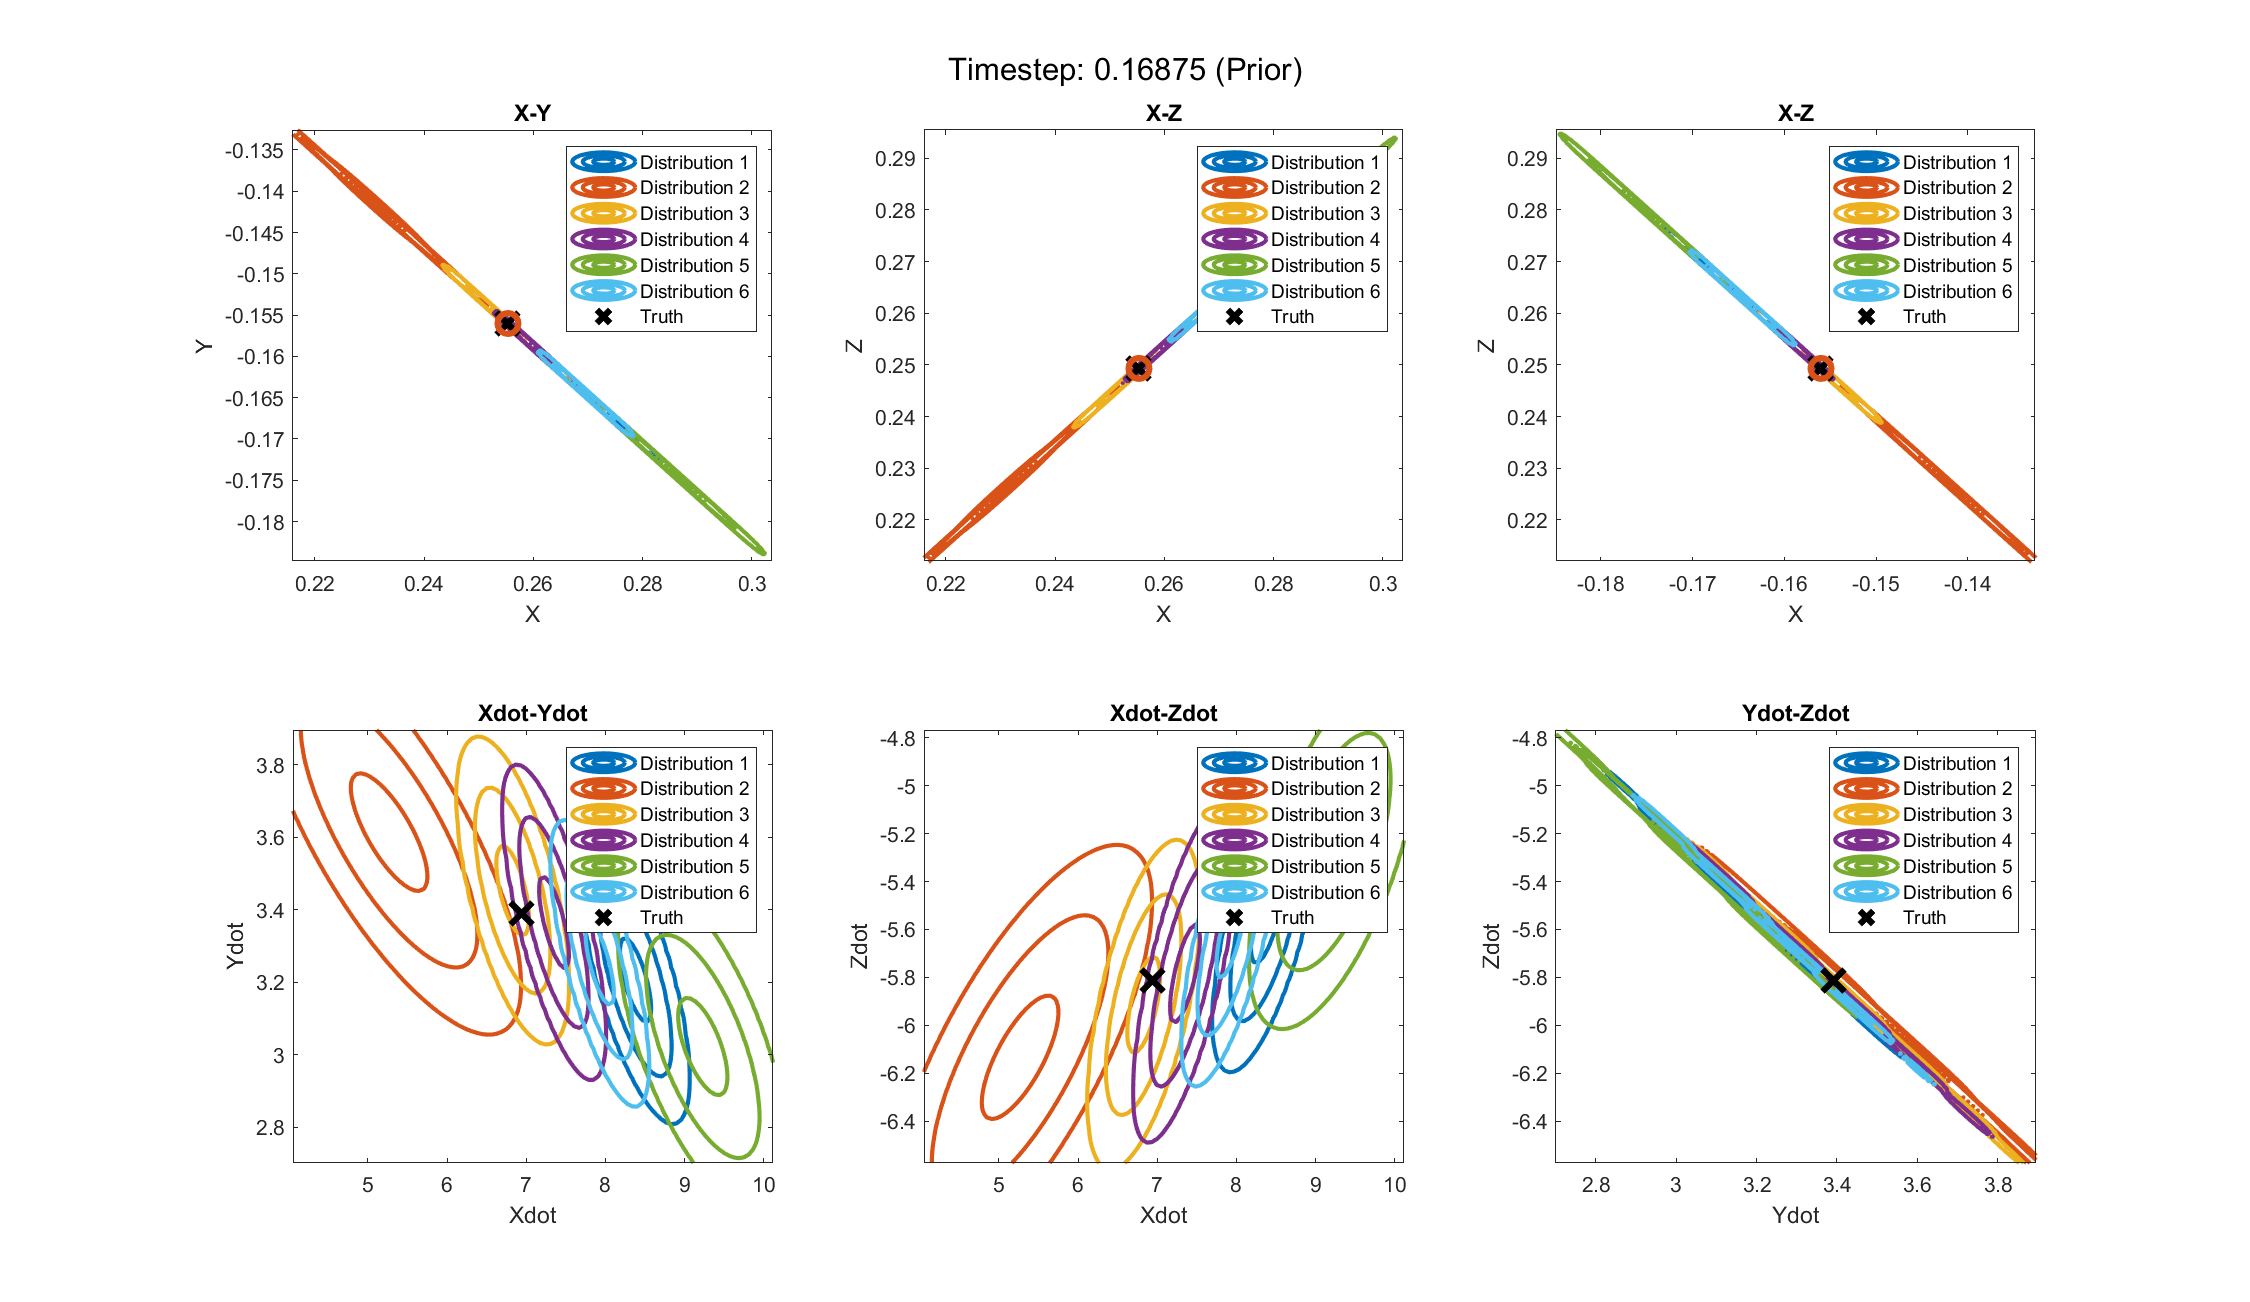 Timestep: 0.16875 (Prior)
X-Y
-0.135
-0.14
-0.145
-0.15
-0.155
-0.16
-0.165
-0.17
-0.175
-0.18
Y
0.22 0.24 0.26 0.28 0.3
X
Distribution 1
Distribution 2
Distribution 3
Distribution 4
Distribution 5
Distribution 6
Truth
X-Z
0.29
0.28
0.27
0.26
0.25
0.24
0.23
0.22
Z
0.22 0.24 0.26 0.28 0.3
X
Distribution 1
Distribution 2
Distribution 3
Distribution 4
Distribution 5
Distribution 6
Truth
X-Z
0.29
0.28
0.27
0.26
0.25
0.24
0.23
0.22
Z
-0.18 -0.17 -0.16 -0.15 -0.14
X
Distribution 1
Distribution 2
Distribution 3
Distribution 4
Distribution 5
Distribution 6
Truth
Xdot-Ydot
3.8
3.6
3.4
3.2
3
2.8
Ydot
5 6 7 8 9 10
Xdot
Distribution 1
Distribution 2
Distribution 3
Distribution 4
Distribution 5
Distribution 6
Truth
Xdot-Zdot
-4.8
-5
-5.2
-5.4
-5.6
-5.8
-6
-6.2
-6.4
Zdot
5 6 7 8 9 10
Xdot
Distribution 1
Distribution 2
Distribution 3
Distribution 4
Distribution 5
Distribution 6
Truth
Ydot-Zdot
-4.8
-5
-5.2
-5.4
-5.6
-5.8
-6
-6.2
-6.4
Zdot
2.8 3 3.2 3.4 3.6 3.8
Ydot
Distribution 1
Distribution 2
Distribution 3
Distribution 4
Distribution 5
Distribution 6
Truth